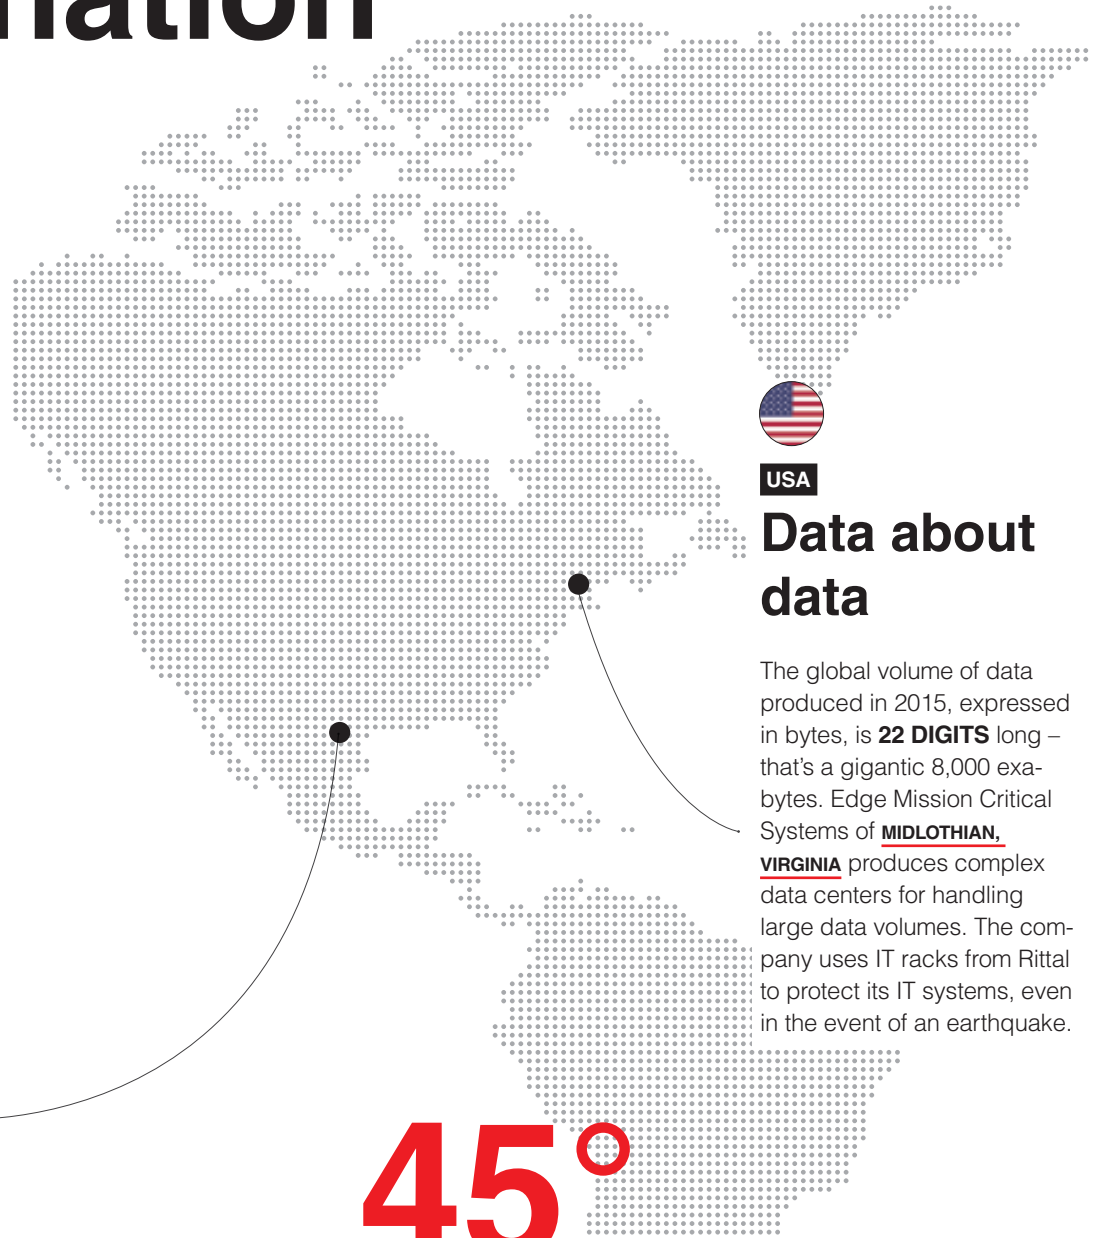 USA
Data about
data
The global volume of data
produced in 2015, expressed
in bytes, is 22 DIGITS long –
that's a gigantic 8,000 exa-
bytes. Edge Mission Critical
Systems of MIDLOTHIAN,
VIRGINIA produces complex
data centers for handling
large data volumes. The com-
pany uses IT racks from Rittal
to protect its IT systems, even
in the event of an earthquake.
45°